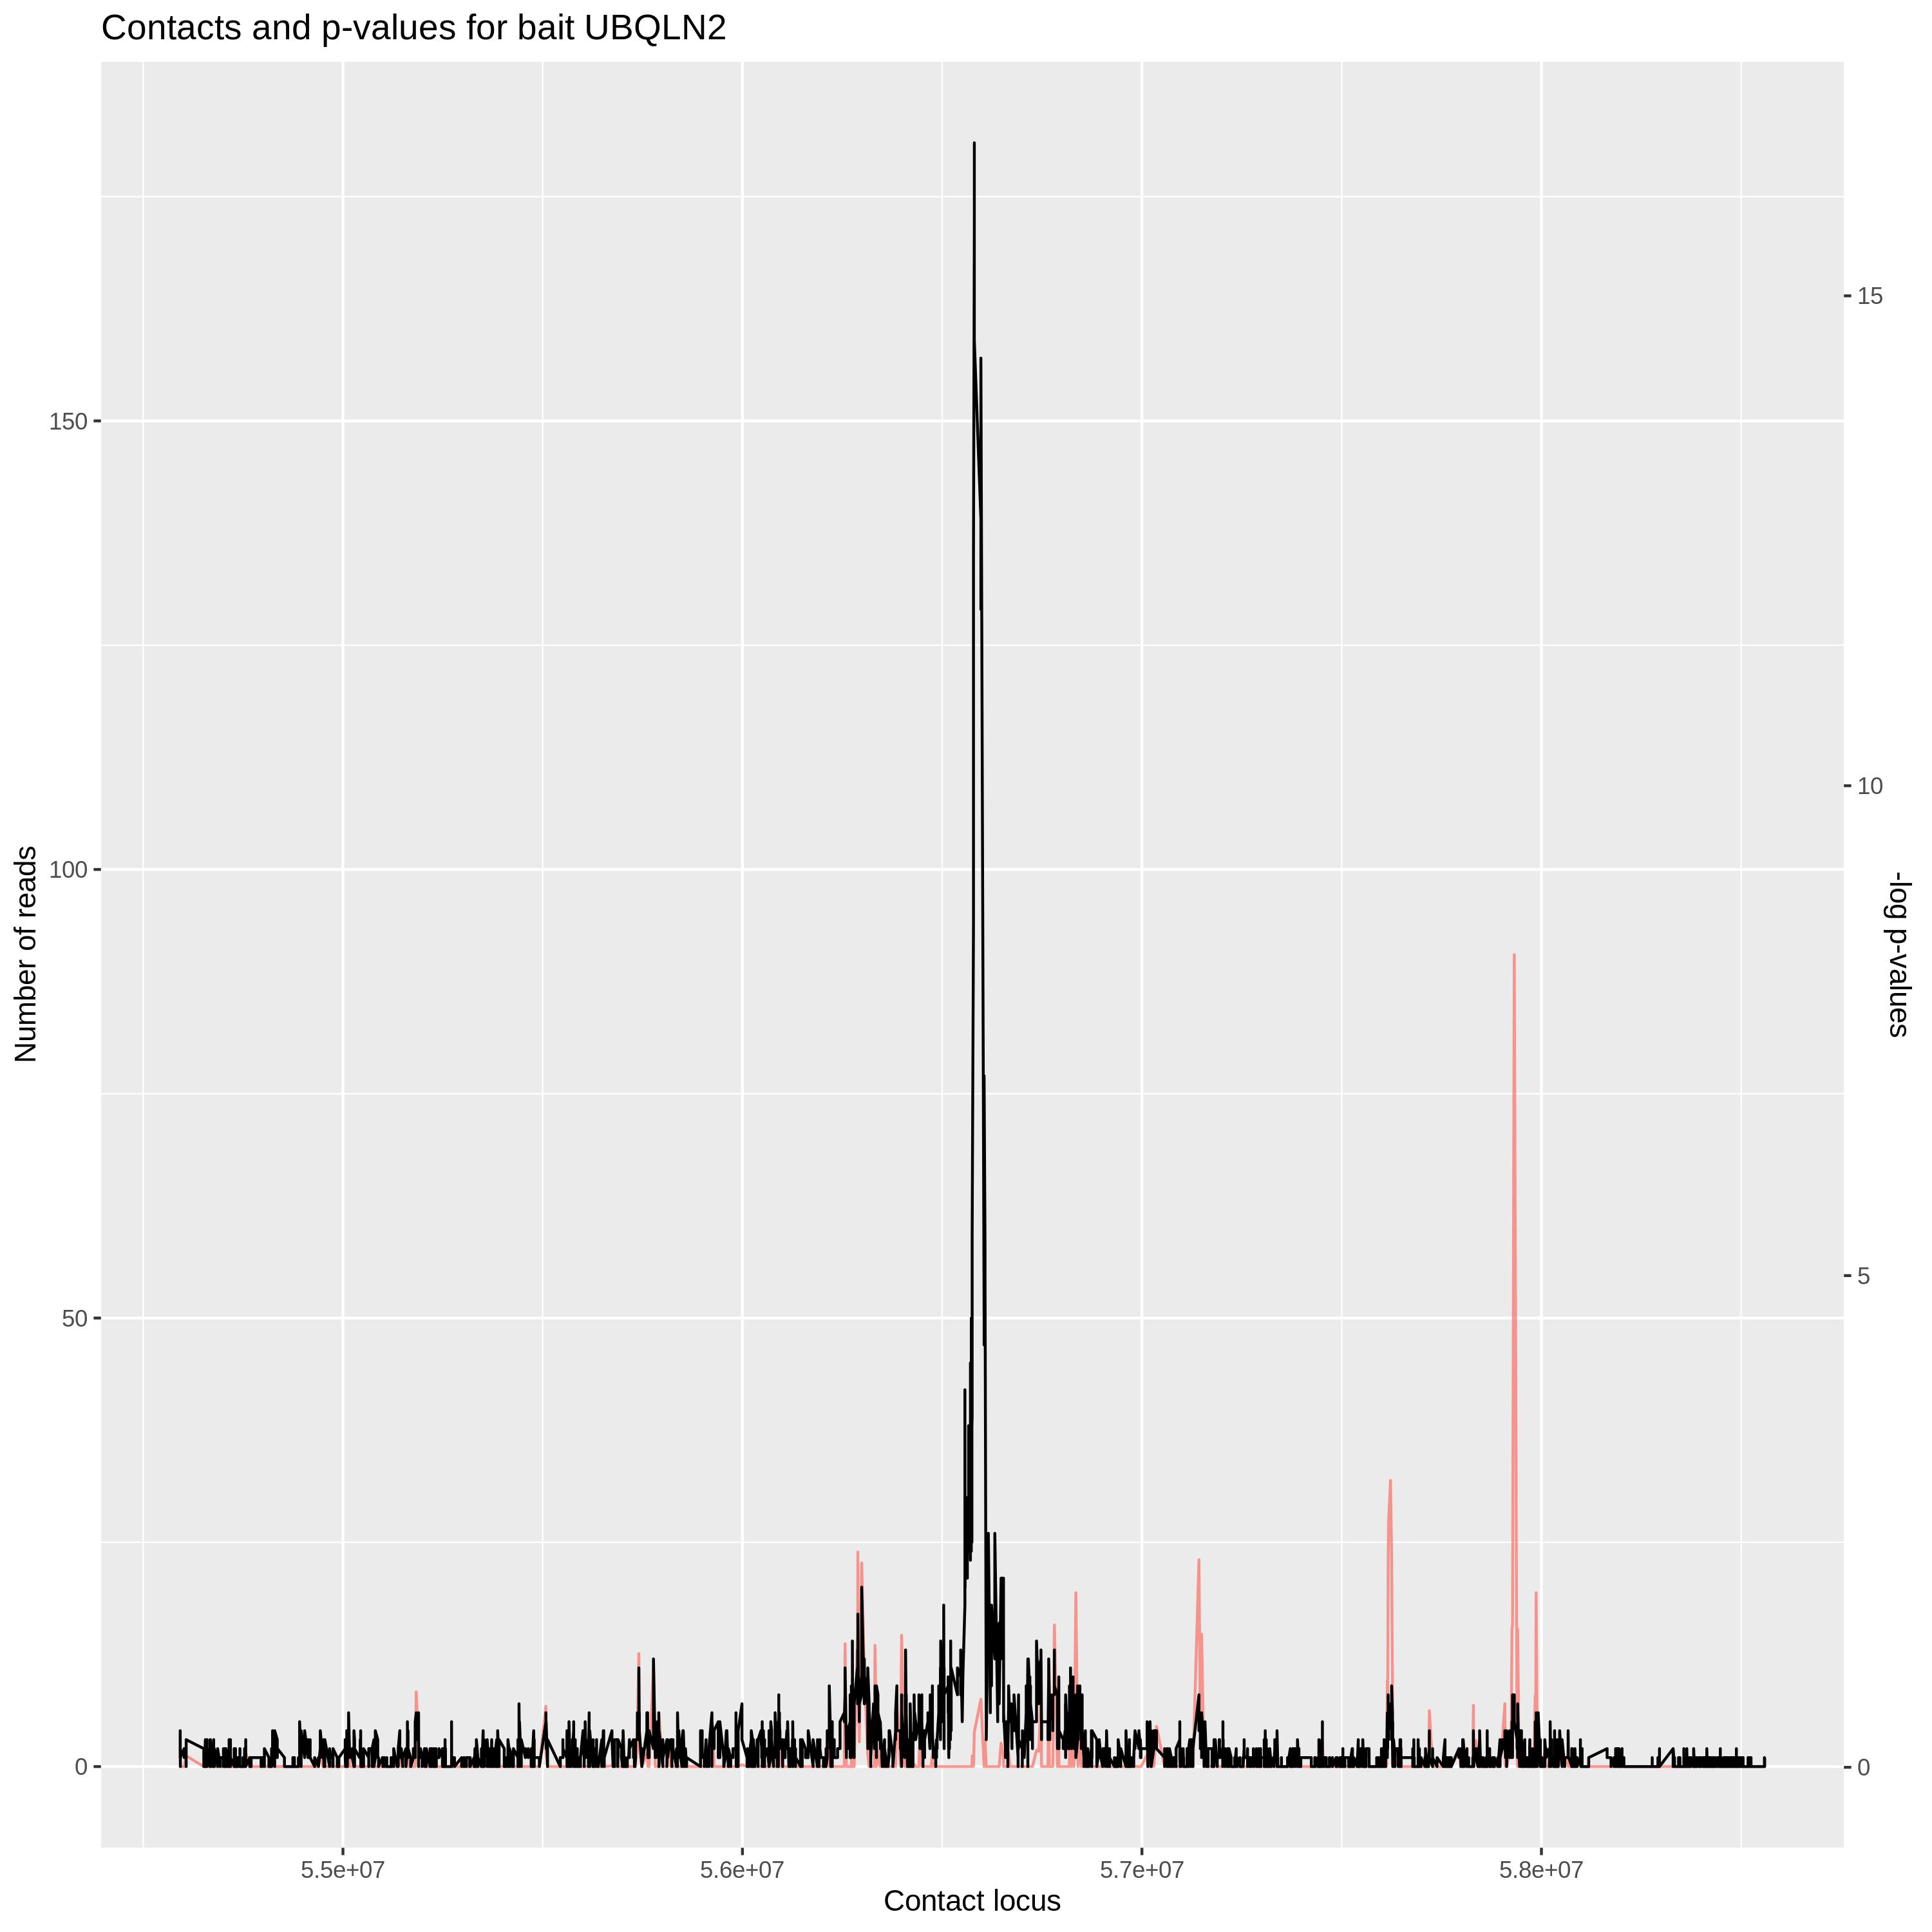 Contacts and p-values for bait UBQLN2
Number of reads
150
100
50
0
15
10
5
0
-log p-values
5.5e+07 5.6e+07 5.7e+07 5.8e+07
Contact locus